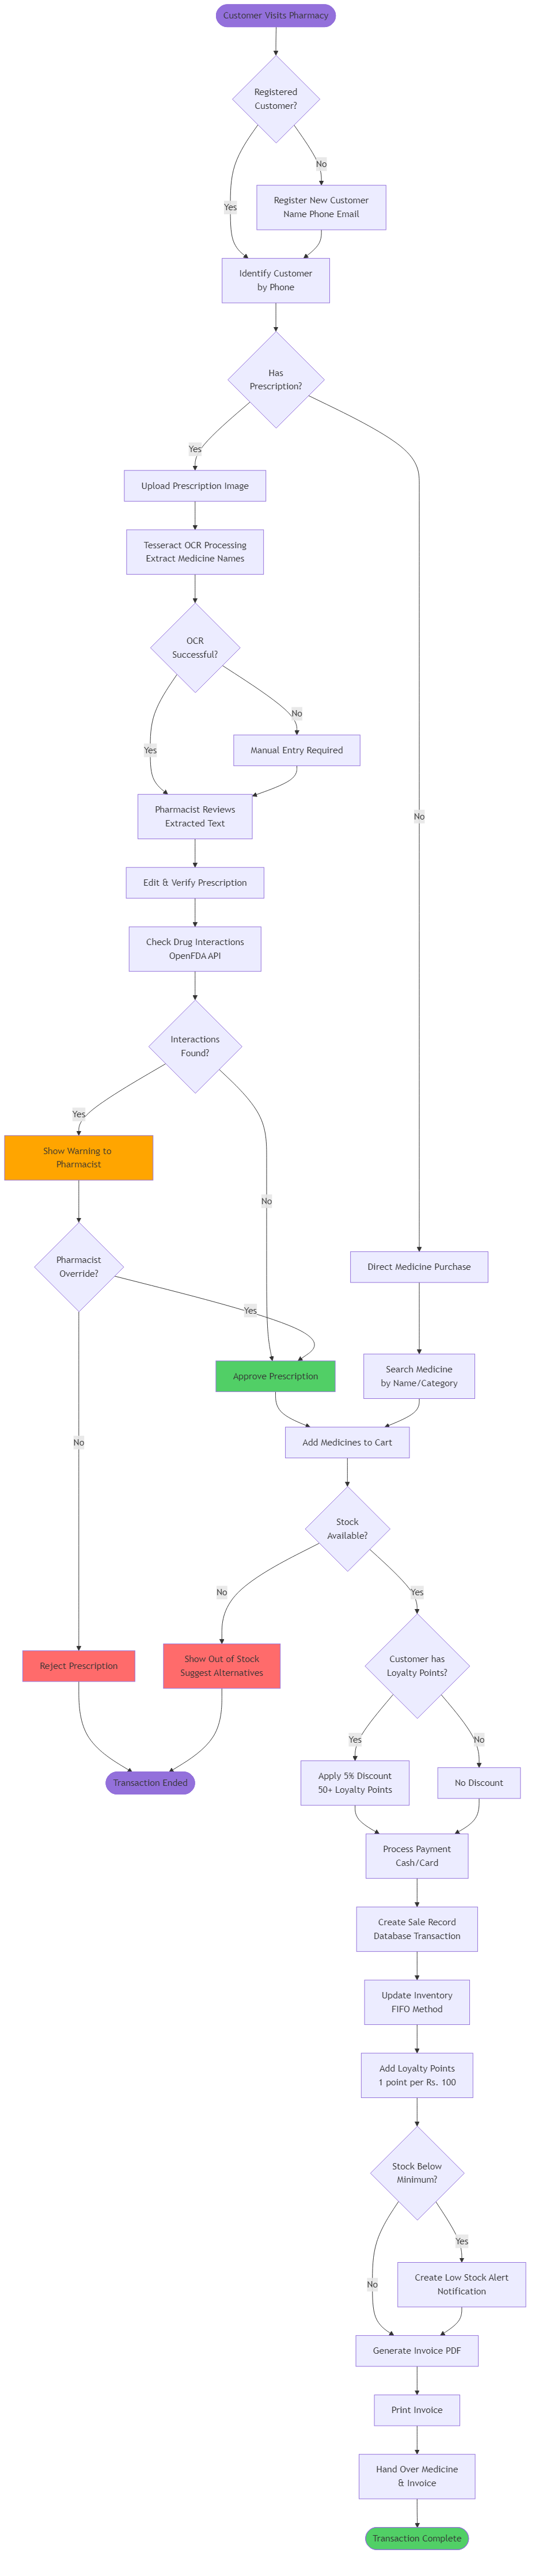 Customer Visits Pharmacy
Registered
Customer?
No
Yes
Register New Customer
Name Phone Email
Identify Customer
by Phone
Has
Prescription?
Yes
Upload Prescription Image
Tesseract OCR Processing
Extract Medicine Names
OCR
Successful?
No
Yes
Manual Entry Required
Pharmacist Reviews
Extracted Text
No
Edit & Verify Prescription
Check Drug Interactions
OpenFDA API
Interactions
Found?
Yes
Show Warning to
Pharmacist
No
Pharmacist
Override?
Direct Medicine Purchase
Yes
Approve Prescription
Search Medicine
by Name/Category
No
Add Medicines to Cart
Stock
Available?
No
Yes
Reject Prescription
Show Out of Stock
Suggest Alternatives
Customer has
Loyalty Points?
Yes
No
Transaction Ended
Apply 5% Discount
50+ Loyalty Points
No Discount
Process Payment
Cash/Card
Create Sale Record
Database Transaction
Update Inventory
FIFO Method
Add Loyalty Points
1 point per Rs. 100
Stock Below
Minimum?
Yes
No
Create Low Stock Alert
Notification
Generate Invoice PDF
Print Invoice
Hand Over Medicine
& Invoice
Transaction Complete